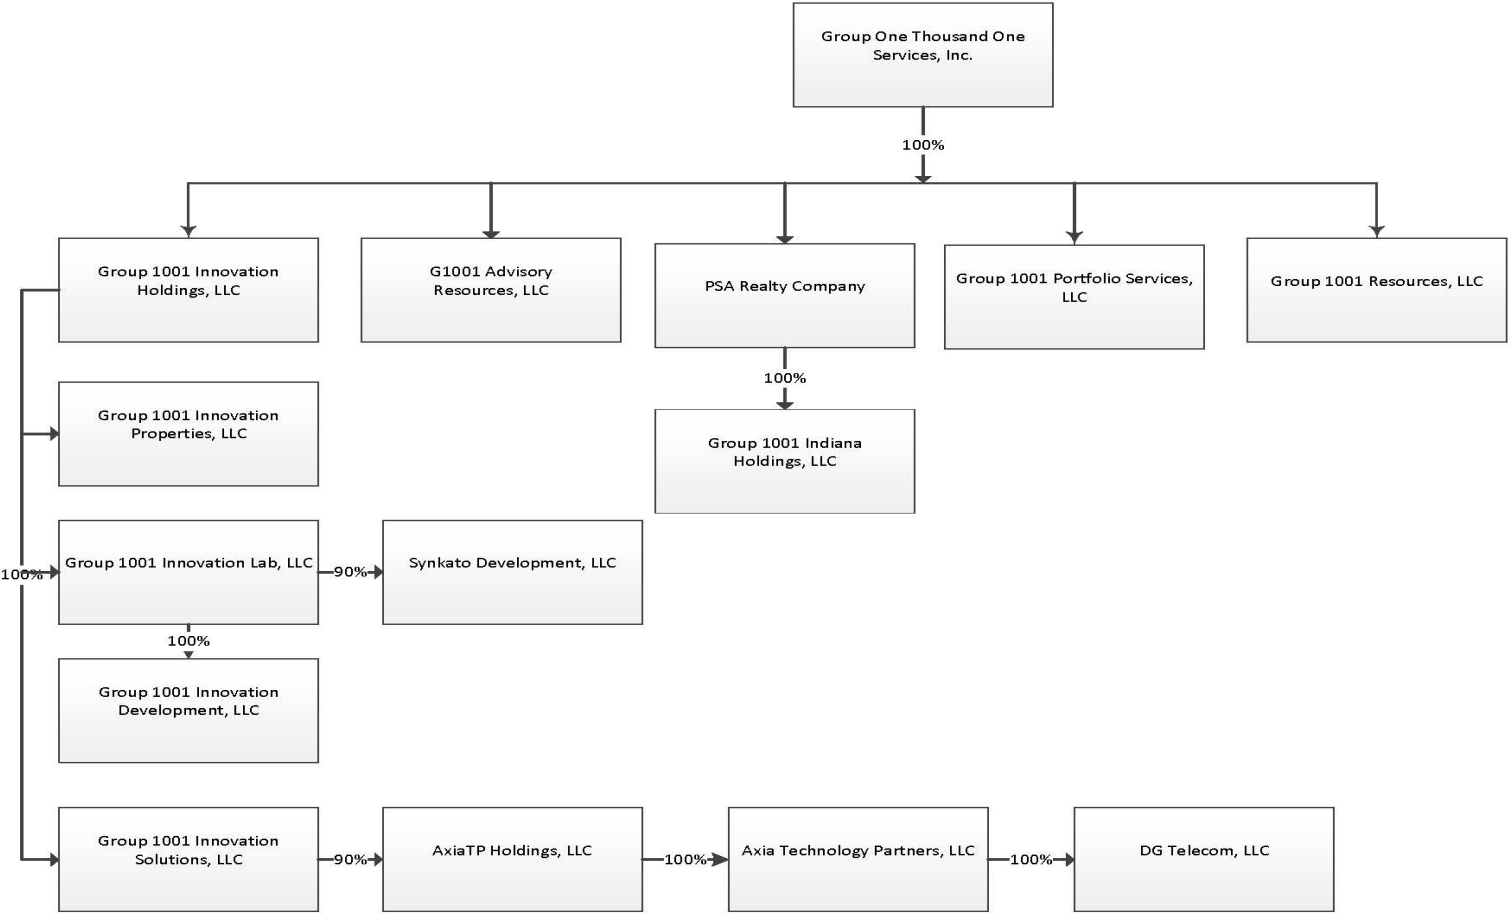 Group One Thousand One
Services, Inc.
100%
Group 1001 Innovation
Holdings, LLC
G1001 Advisory
Resources, LLC
PSA Realty Company
Group 1001 Portfolio Services,
LLC
Group 1001 Resources, LLC
100%
Group 1001 Innovation
Properties, LLC
Group 1001 Indiana
Holdings, LLC
100%
Group 1001 Innovation Lab, LLC
90%
Synkato Development, LLC
100%
Group 1001 Innovation
Development, LLC
Group 1001 Innovation
Solutions, LLC
90%
AxiaTP Holdings, LLC
100%
Axia Technology Partners, LLC
100%
DG Telecom, LLC